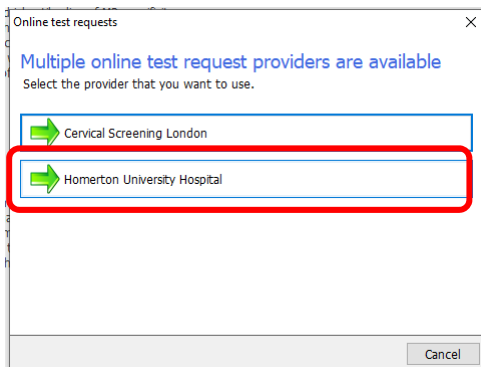 Online test requests
Multiple online test request providers are available
Select the provider that you want to use.
Cervical Screening London
Homerton University Hospital
Cancel